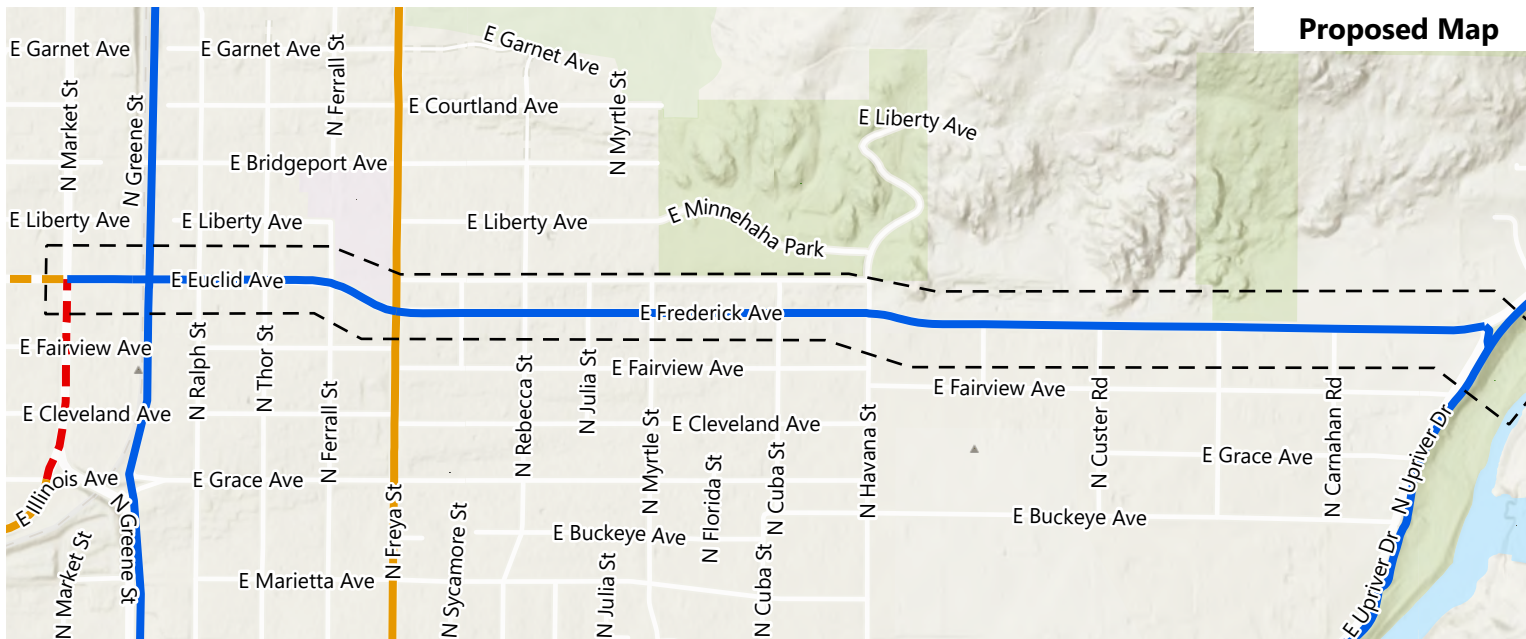 Proposed Map
E Garnet Ave
E Garnet Ave
E Garnet Ave
N Market St
N Greene St
N Ferrall St
E Courtland Ave
N Myrtle St
E Liberty Ave
E Bridgeport Ave
E Liberty Ave
E Liberty Ave
E Liberty Ave
E Minnehaha Park
E Euclid Ave
E Frederick Ave
E Fairview Ave
N Ralph St
N Thor St
N Ferrall St
N Rebecca St
N Julia St
E Fairview Ave
E Fairview Ave
N Custer Rd
N Carnahan Rd
E Cleveland Ave
N Myrtle St
E Cleveland Ave
N Florida St
N Cuba St
N Havana St
E Grace Ave
N Upriver Dr
E Illinois Ave
E Grace Ave
N Greene St
N Freya St
N Sycamore St
E Buckeye Ave
E Buckeye Ave
N Market St
E Marietta Ave
N Julia St
N Cuba St
E Upriver Dr